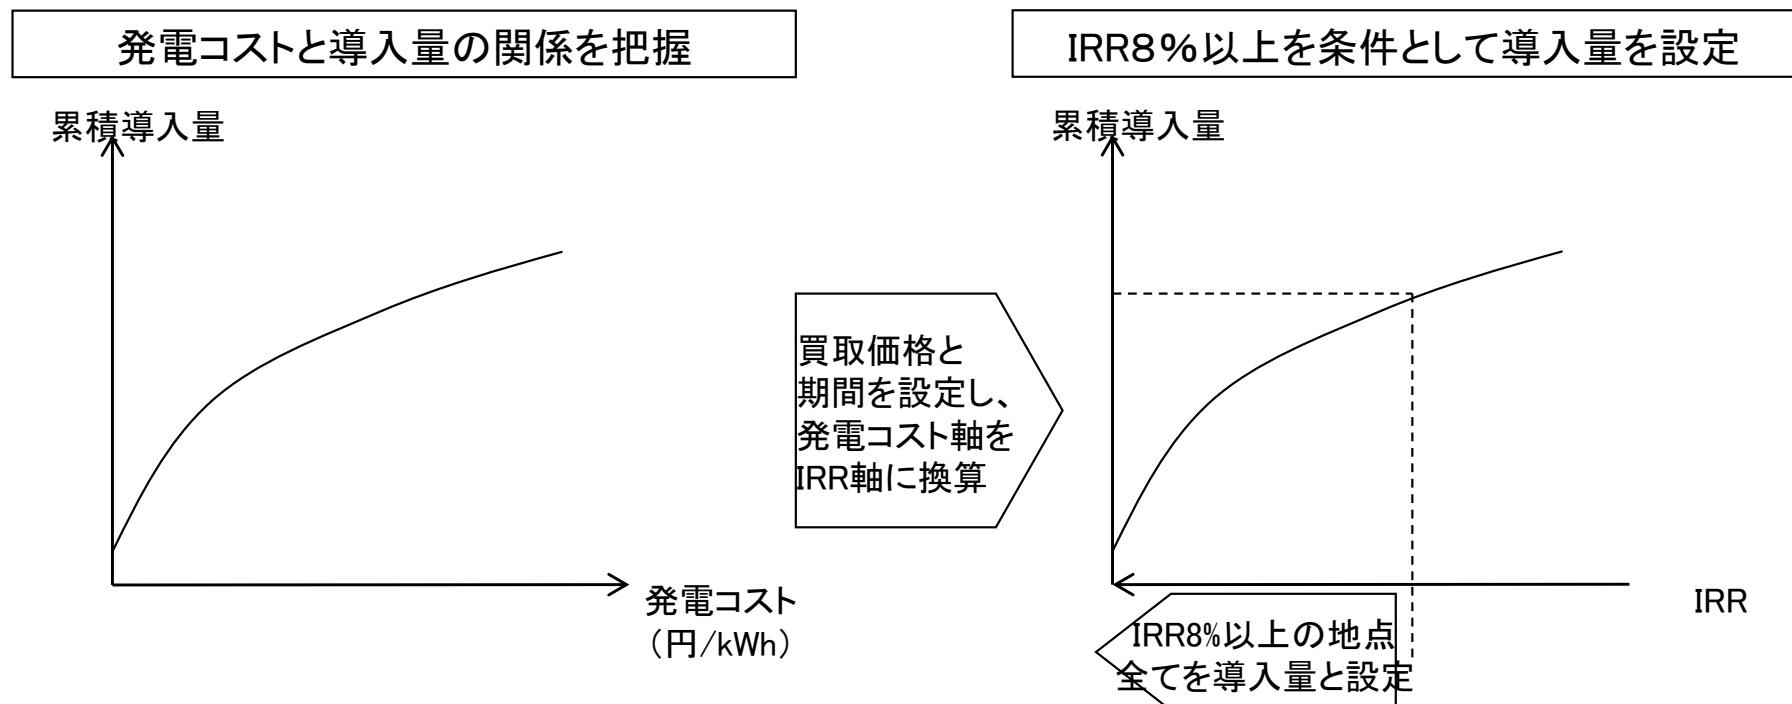 発電コストと導入量の関係を把握
IRR8%以上を条件として導入量を設定
累積導入量
発電コスト
(円/kWh)
買取価格と
期間を設定し、
発電コスト軸を
IRR軸に換算
累積導入量
IRR
IRR8%以上の地点
全てを導入量と設定